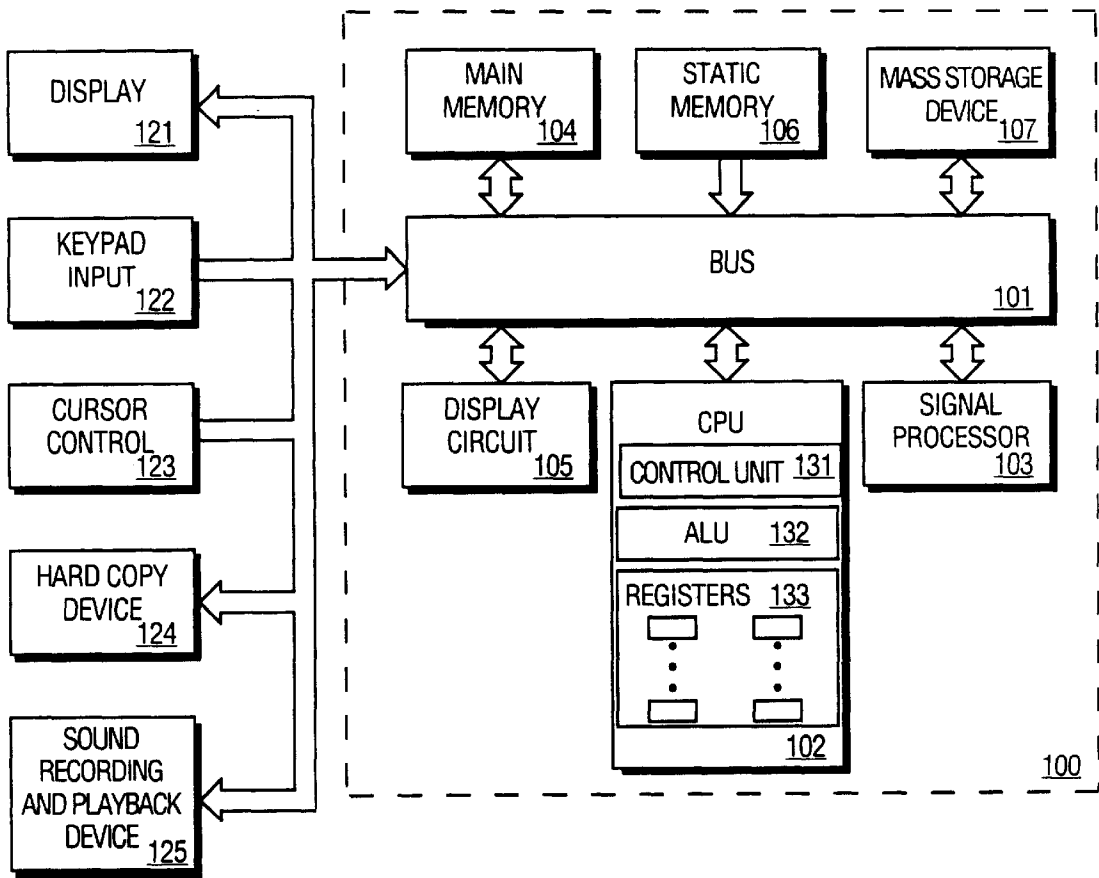 DISPLAY
121
KEYPAD
INPUT
122
CURSOR
CONTROL
123
HARD COPY
DEVICE
124
SOUND
RECORDING
AND PLAYBACK
DEVICE
125
MAIN
MEMORY
104
STATIC
MEMORY
106
MASS STORAGE
DEVICE
107
BUS
101
DISPLAY
CIRCUIT
105
CPU
CONTROL UNIT 131
ALU 132
REGISTERS 133
102
SIGNAL
PROCESSOR
103
100